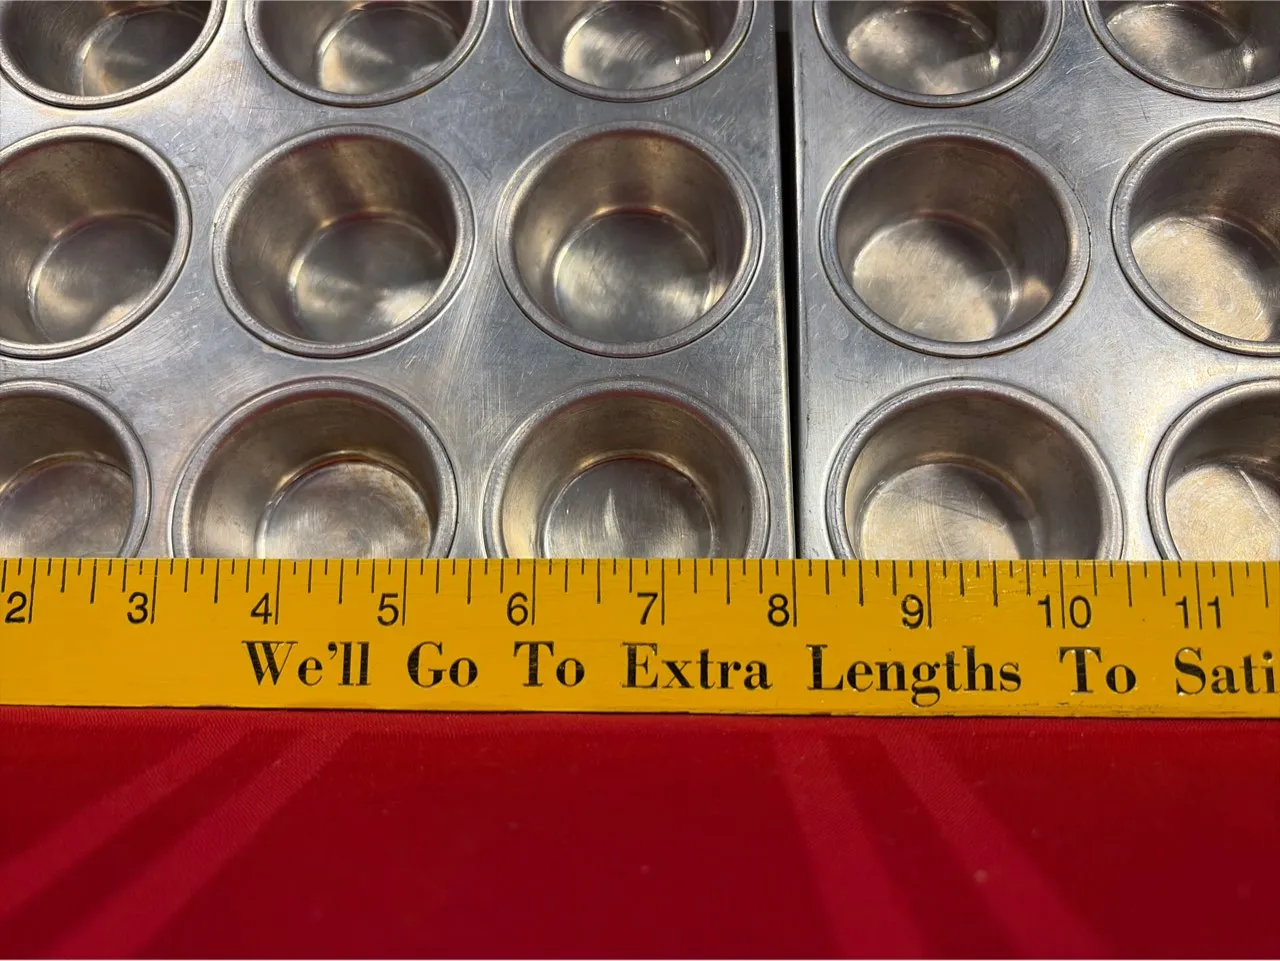 2 3 4 5 6 7 8 9 10 11
We'll Go To Extra Lengths To Sati